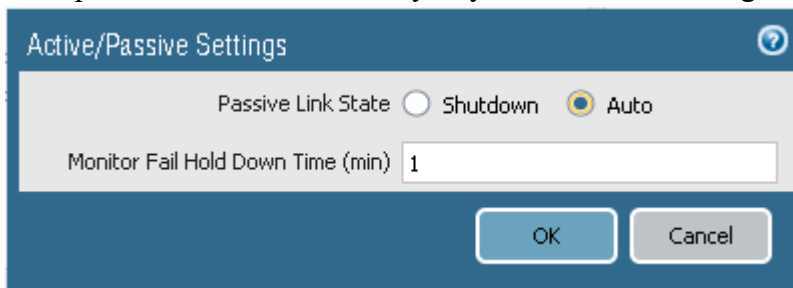 Active/Passive Settings
Passive Link State Shutdown Auto
Monitor Fail Hold Down Time (min) 1
OK Cancel